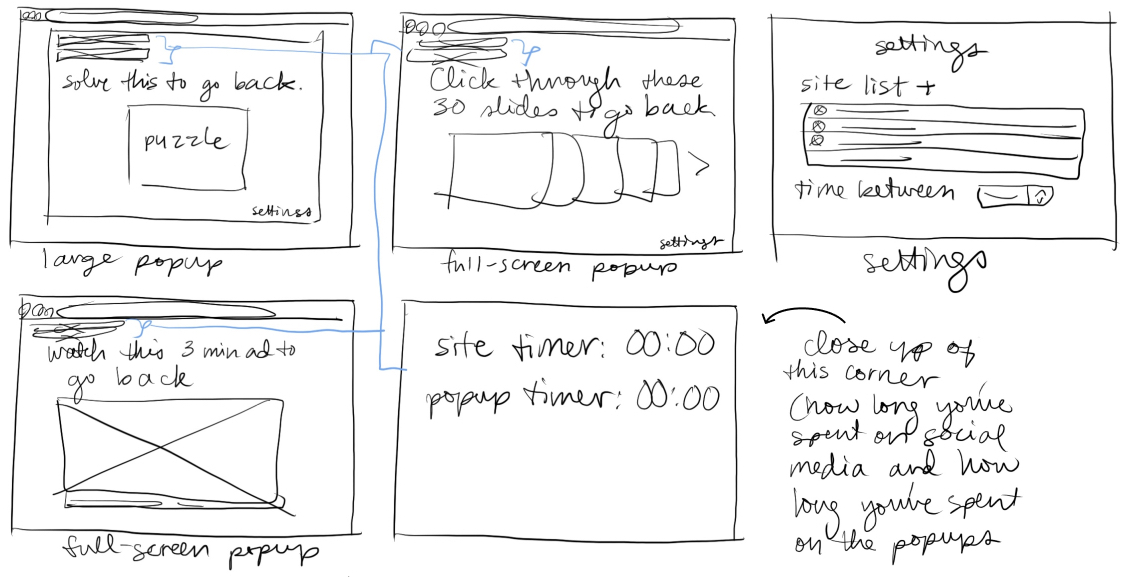 solve this to go back.
puzzle
settings
large popup
Click through these
30 slides to go back
>
settings
full-screen popup
settings
site list +
time between
settings
watch this 3 min ad to
go back
full-screen popup
site timer: 00:00
popup timer: 00:00
close up of
this corner
(how long you've
spent on social
media and how
long you've spent
on the popups